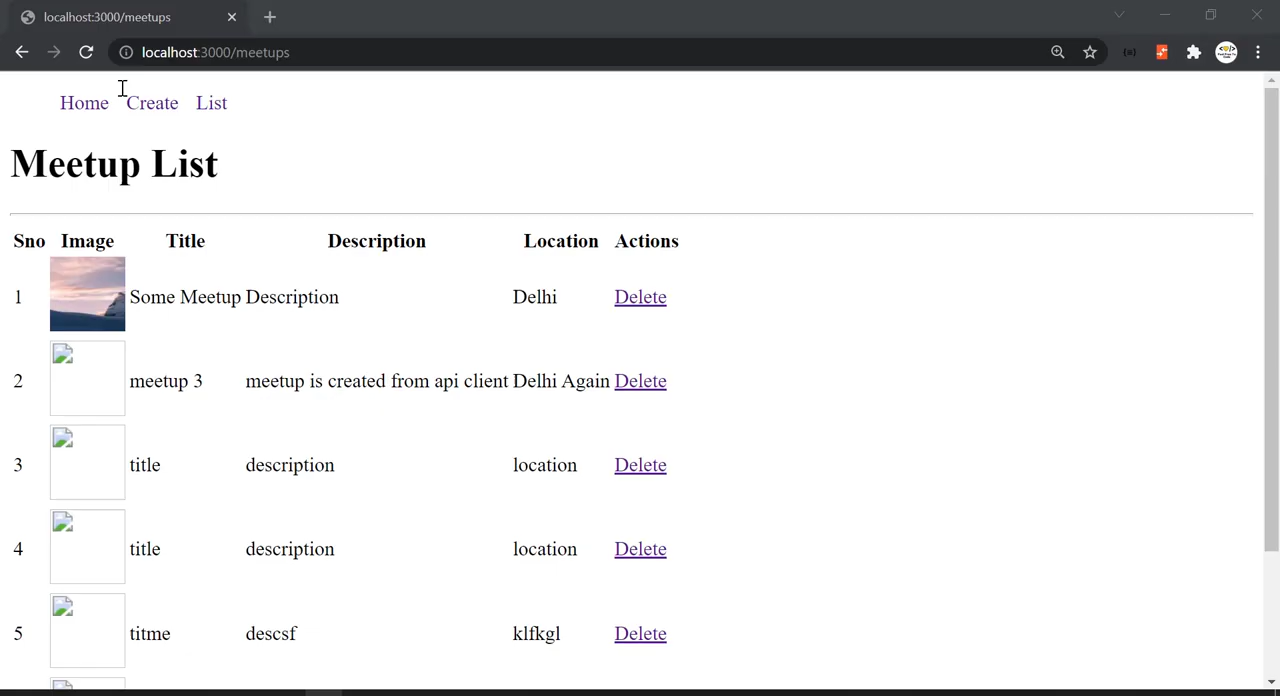 localhost:3000/meetups
localhost:3000/meetups
Home Create List
Meetup List
Sno Image Title Description Location Actions
1 Some Meetup Description Delhi Delete
2 meetup 3 meetup is created from api client Delhi Again Delete
3 title description location Delete
4 title description location Delete
5 titme descsf klfkgl Delete